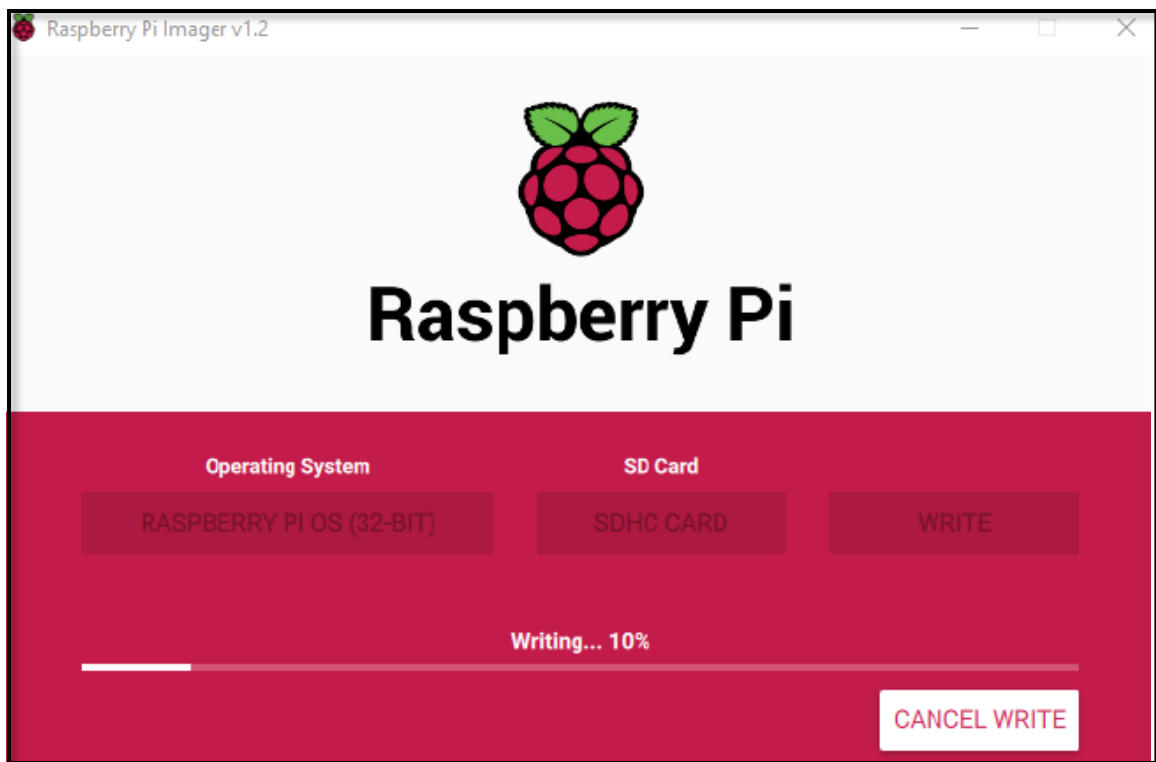 Raspberry Pi Imager v1.2
Raspberry Pi
Operating System
SD Card
RASPBERRY PI OS (32-BIT)
SDHC CARD
WRITE
Writing... 10%
CANCEL WRITE